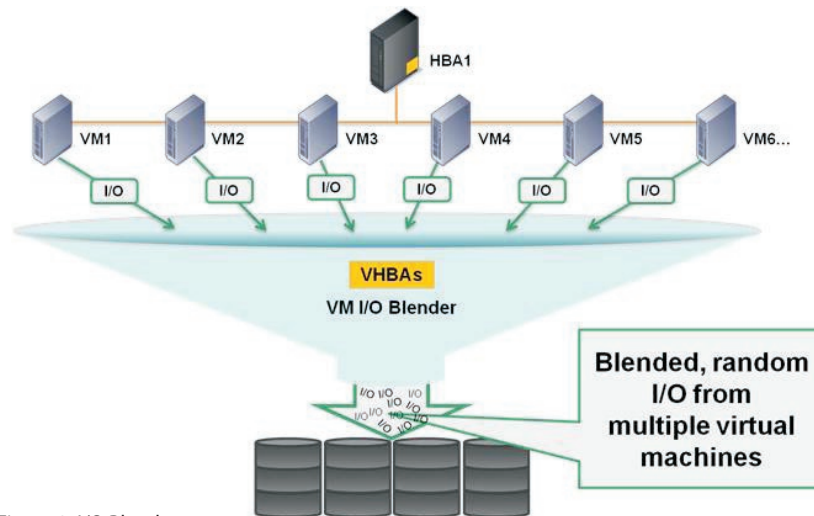 HBA1
VM1
VM2
VM3
VM4
VM5
VM6...
I/O
I/O
I/O
I/O
I/O
I/O
VHBAs
VM I/O Blender
Blended, random
I/O from
multiple virtual
machines
I/O I/O I/O
I/O I/O
I/O I/O I/O I/O
I/O I/O